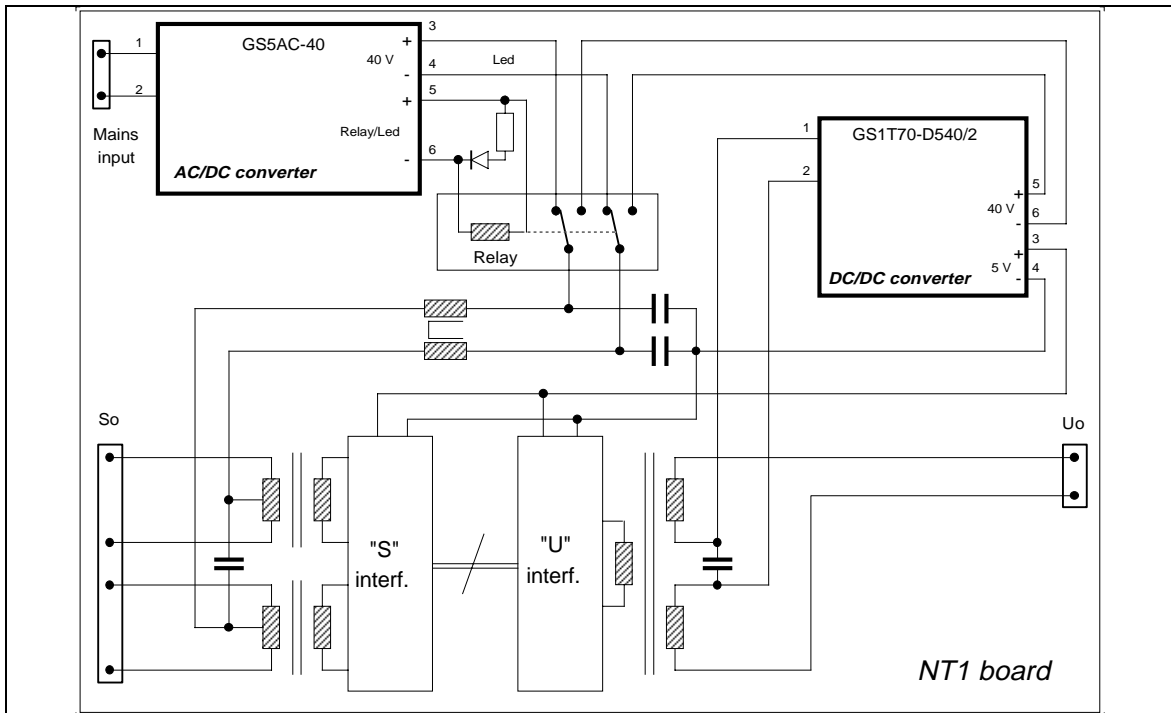 3
GS5AC-40
1
+
40 V
4
Led
-
2
5
+
1
GS1T70-D540/2
Mains
input
Relay/Led
6
-
AC/DC converter
2
5
+
40 V
6
-
3
+
Relay
5 V
4
-
DC/DC converter
So
Uo
"S"
interf.
"U"
interf.
NT1 board